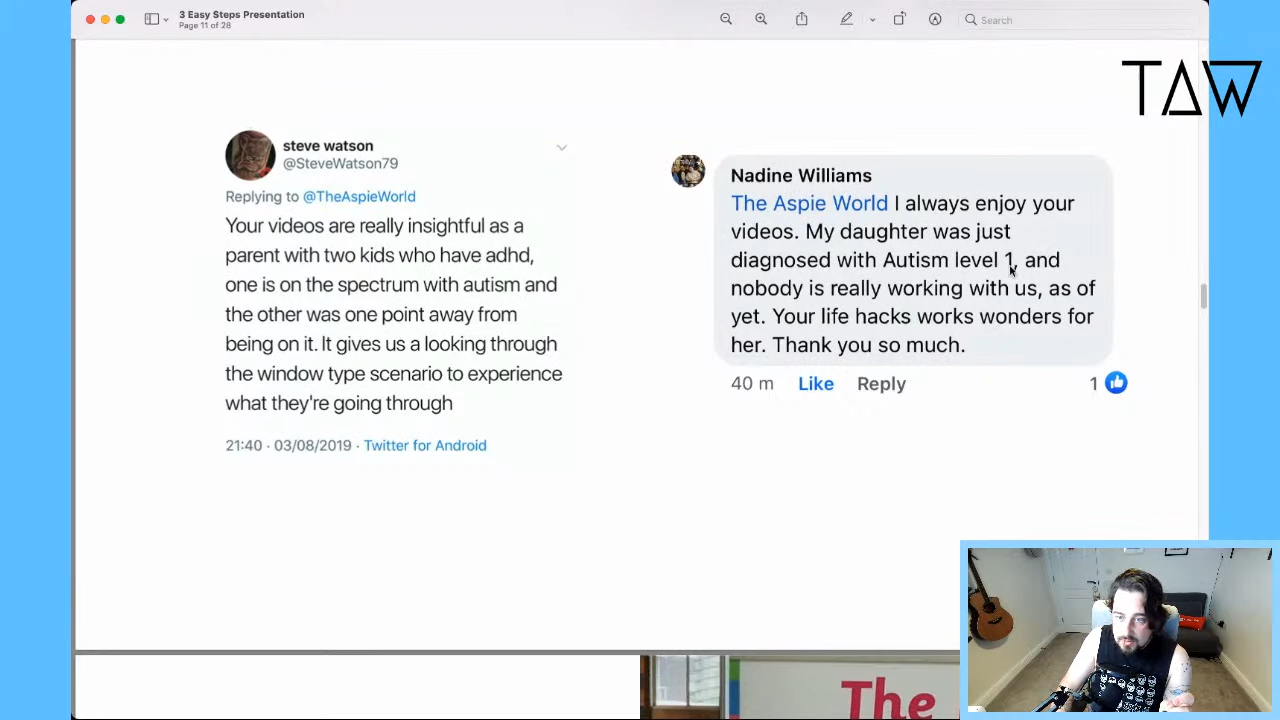 3 Easy Steps Presentation
Page 11 of 28
Search
TAW
steve watson
@SteveWatson79
Replying to @TheAspieWorld
Your videos are really insightful as a
parent with two kids who have adhd,
one is on the spectrum with autism and
the other was one point away from
being on it. It gives us a looking through
the window type scenario to experience
what they're going through
21:40 · 03/08/2019 · Twitter for Android
Nadine Williams
The Aspie World I always enjoy your
videos. My daughter was just
diagnosed with Autism level 1, and
nobody is really working with us, as of
yet. Your life hacks works wonders for
her. Thank you so much.
40 m Like Reply 1
The